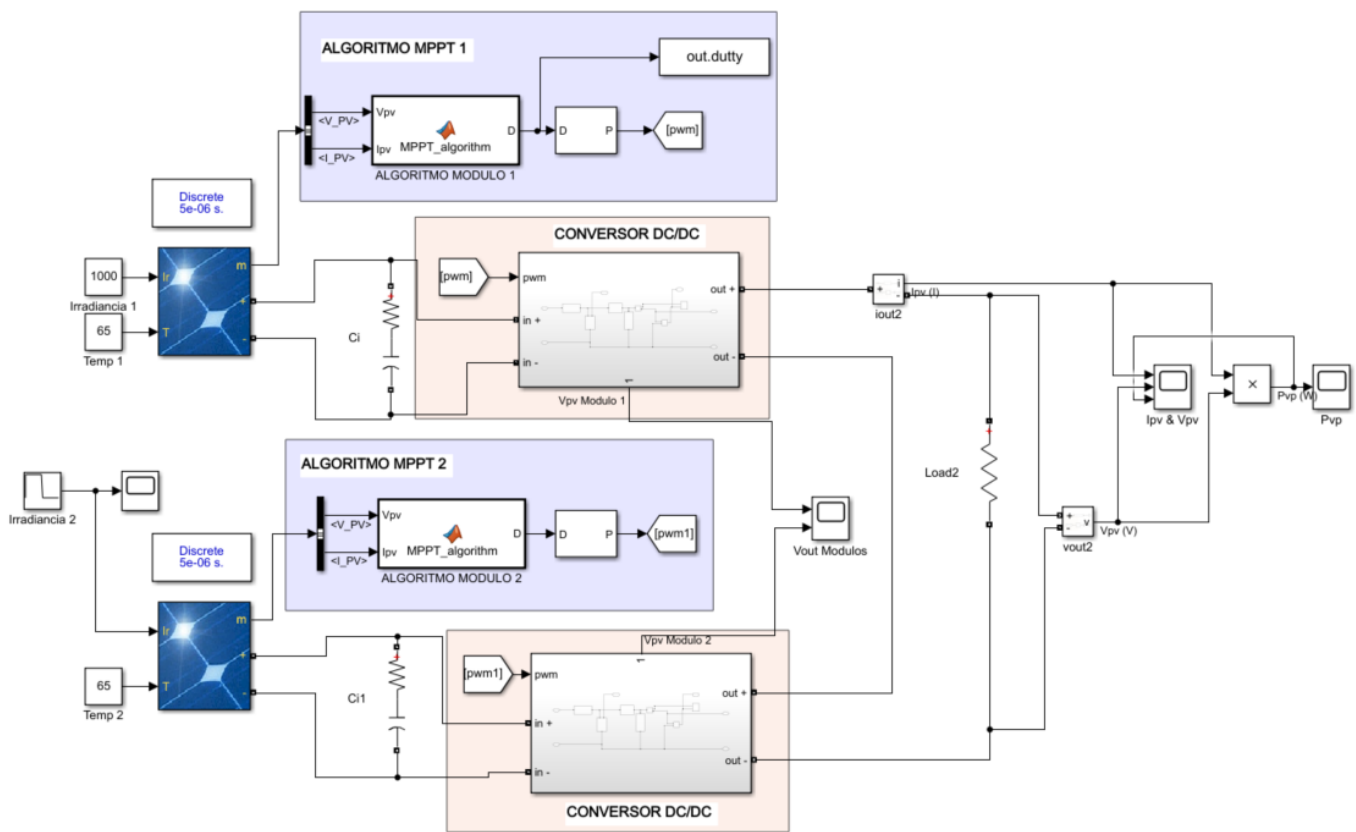 ALGORITMO MPPT 1
out.dutty
<V_PV>
Vpv
MPPT_algorithm
D
D
P
[pwm]
<I_PV>
Ipv
ALGORITMO MODULO 1
Discrete
5e-06 s.
CONVERSOR DC/DC
1000
Irradiancia 1
Ir
m
+
-
T
65
Temp 1
Ci
[pwm]
pwm
in +
in -
out +
out -
1
Vpv Modulo 1
+
i
-
Ipv (I)
iout2
Ipv & Vpv
×
Pvp (W)
Pvp
ALGORITMO MPPT 2
Irradiancia 2
<V_PV>
Vpv
MPPT_algorithm
D
D
P
[pwm1]
<I_PV>
Ipv
ALGORITMO MODULO 2
Vout Modulos
Load2
+
-
v
Vpv (V)
vout2
Discrete
5e-06 s.
Ir
m
+
-
T
65
Temp 2
Ci1
Vpv Modulo 2
1
[pwm1]
pwm
in +
in -
out +
out -
CONVERSOR DC/DC